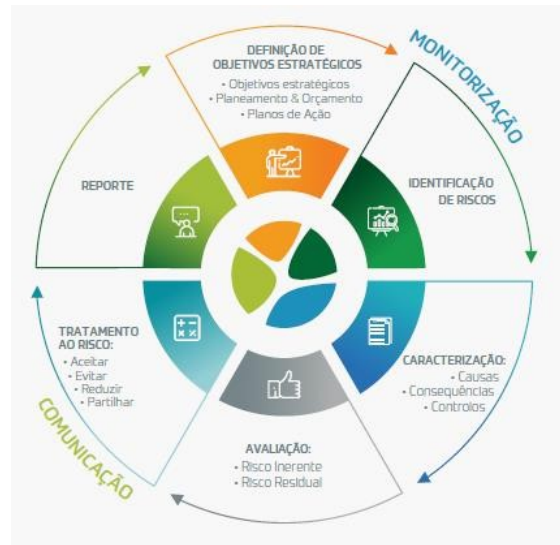 DEFINIÇÃO DE
OBJETIVOS ESTRATÉGICOS
• Objetivos estratégicos
• Planeamento & Orçamento
• Planos de Ação
MONITORIZAÇÃO
IDENTIFICAÇÃO
DE RISCOS
CARACTERIZAÇÃO:
• Causas
• Consequências
• Controlos
AVALIAÇÃO:
• Risco Inerente
• Risco Residual
TRATAMENTO
AO RISCO:
• Aceitar
• Evitar
• Reduzir
• Partilhar
COMUNICAÇÃO
REPORTE